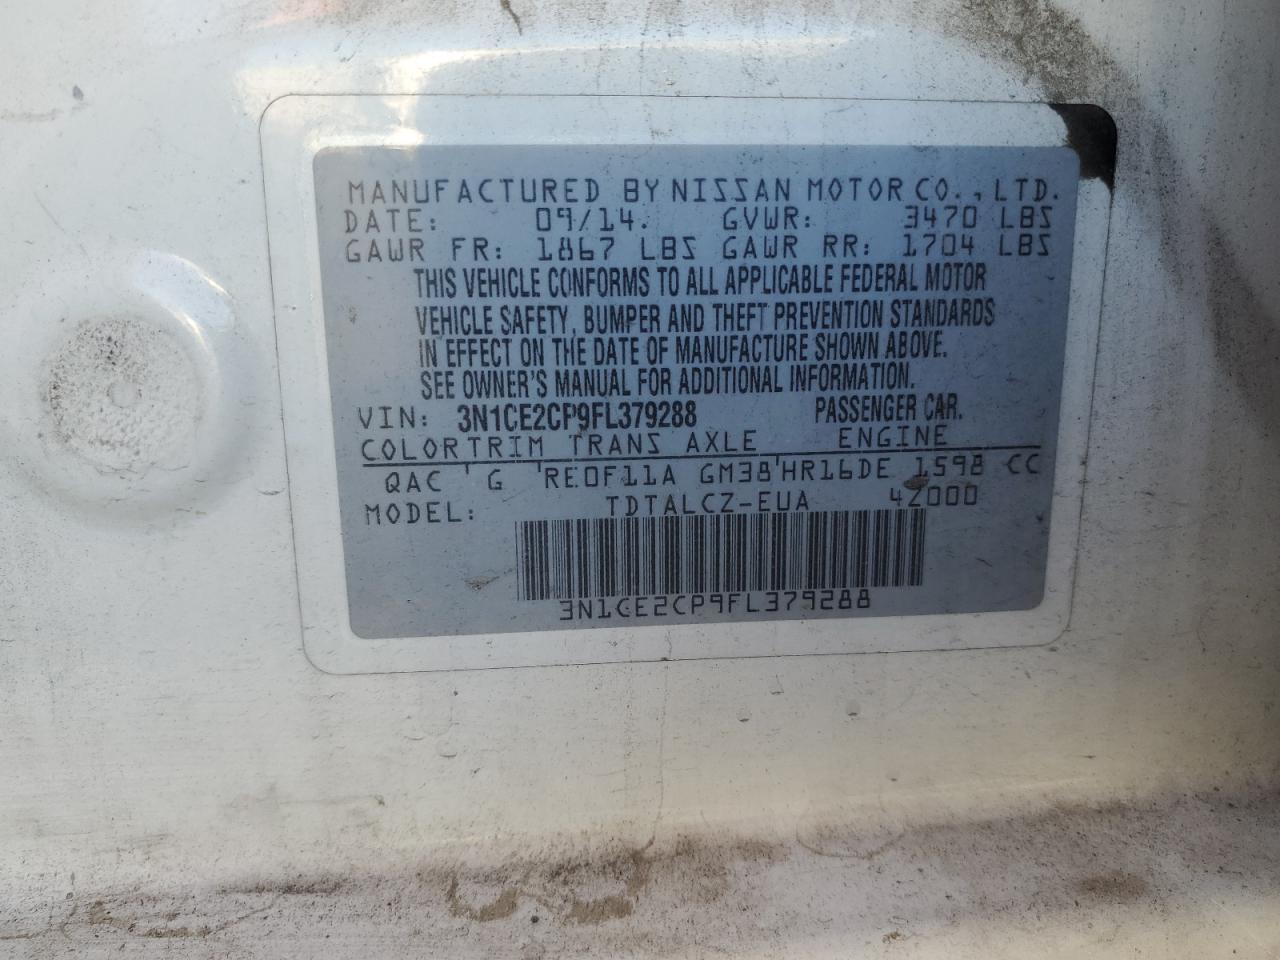 MANUFACTURED BY NISSAN MOTOR CO., LTD.
DATE: 09/14. GVWR: 3470 LBS
GAWR FR: 1867 LBS GAWR RR: 1704 LBS
THIS VEHICLE CONFORMS TO ALL APPLICABLE FEDERAL MOTOR
VEHICLE SAFETY, BUMPER AND THEFT PREVENTION STANDARDS
IN EFFECT ON THE DATE OF MANUFACTURE SHOWN ABOVE.
SEE OWNER'S MANUAL FOR ADDITIONAL INFORMATION.
VIN: 3N1CE2CP9FL379288 PASSENGER CAR.
COLOR TRIM TRANS AXLE ENGINE
QAC G RE0F11A GM38 HR16DE 1598 CC
MODEL: TDTALCZ-EUA 4Z000
3N1CE2CP9FL379288